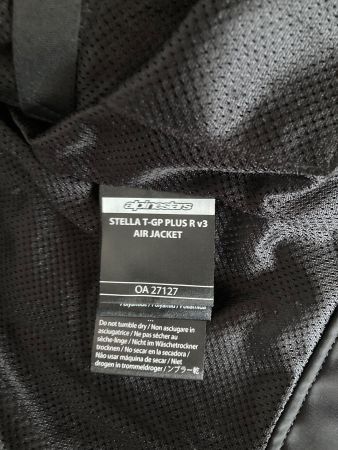 alpinestars
STELLA T-GP PLUS R v3
AIR JACKET
OA 27127
Do not tumble dry / Non asciugare in
asciugatrice / Ne pas sécher au
sèche-linge / Nicht im Wäschetrockner
trocknen / No secar en la secadora /
Não usar máquina de secar / Niet
drogen in trommeldroger / タンブラー乾